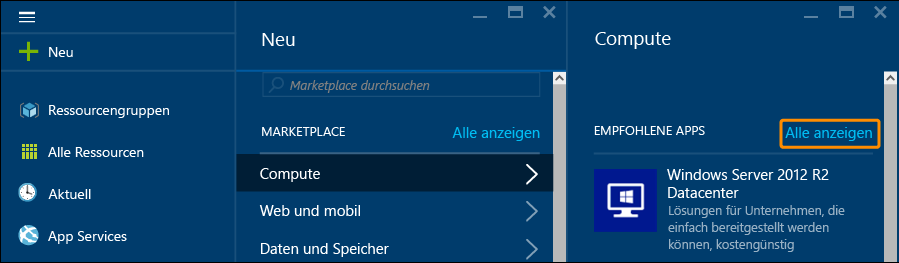 Neu
Ressourcengruppen
Alle Ressourcen
Aktuell
App Services
Neu
Marketplace durchsuchen
MARKETPLACE
Alle anzeigen
Compute
Web und mobil
Daten und Speicher
Compute
EMPFOHLENE APPS
Alle anzeigen
Windows Server 2012 R2
Datacenter
Lösungen für Unternehmen, die
einfach bereitgestellt werden
können, kostengünstig